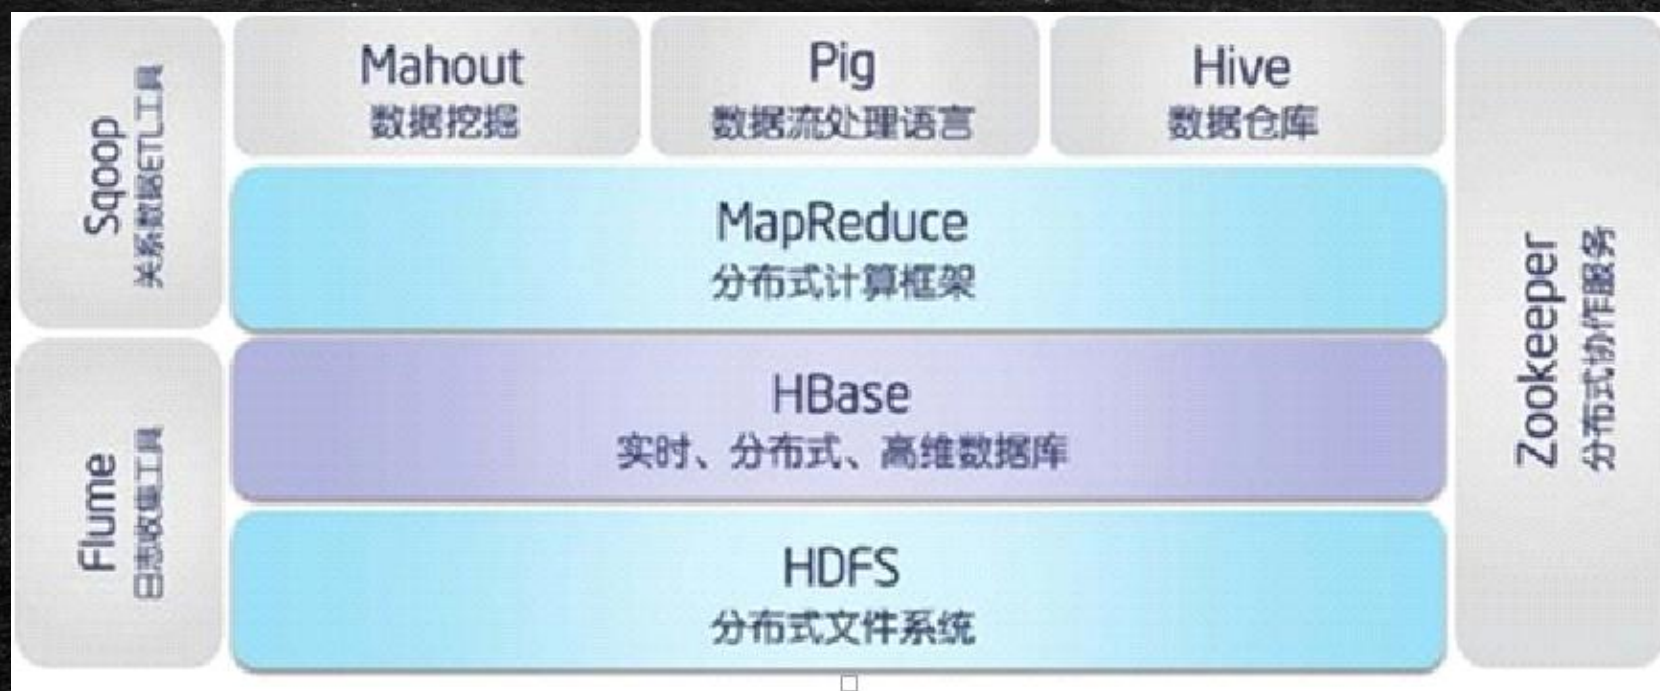 Sqoop
关系数据ETL工具
Mahout
数据挖掘
Pig
数据流处理语言
Hive
数据仓库
MapReduce
分布式计算框架
Flume
日志收集工具
HBase
实时、分布式、高维数据库
HDFS
分布式文件系统
Zookeeper
分布式协作服务